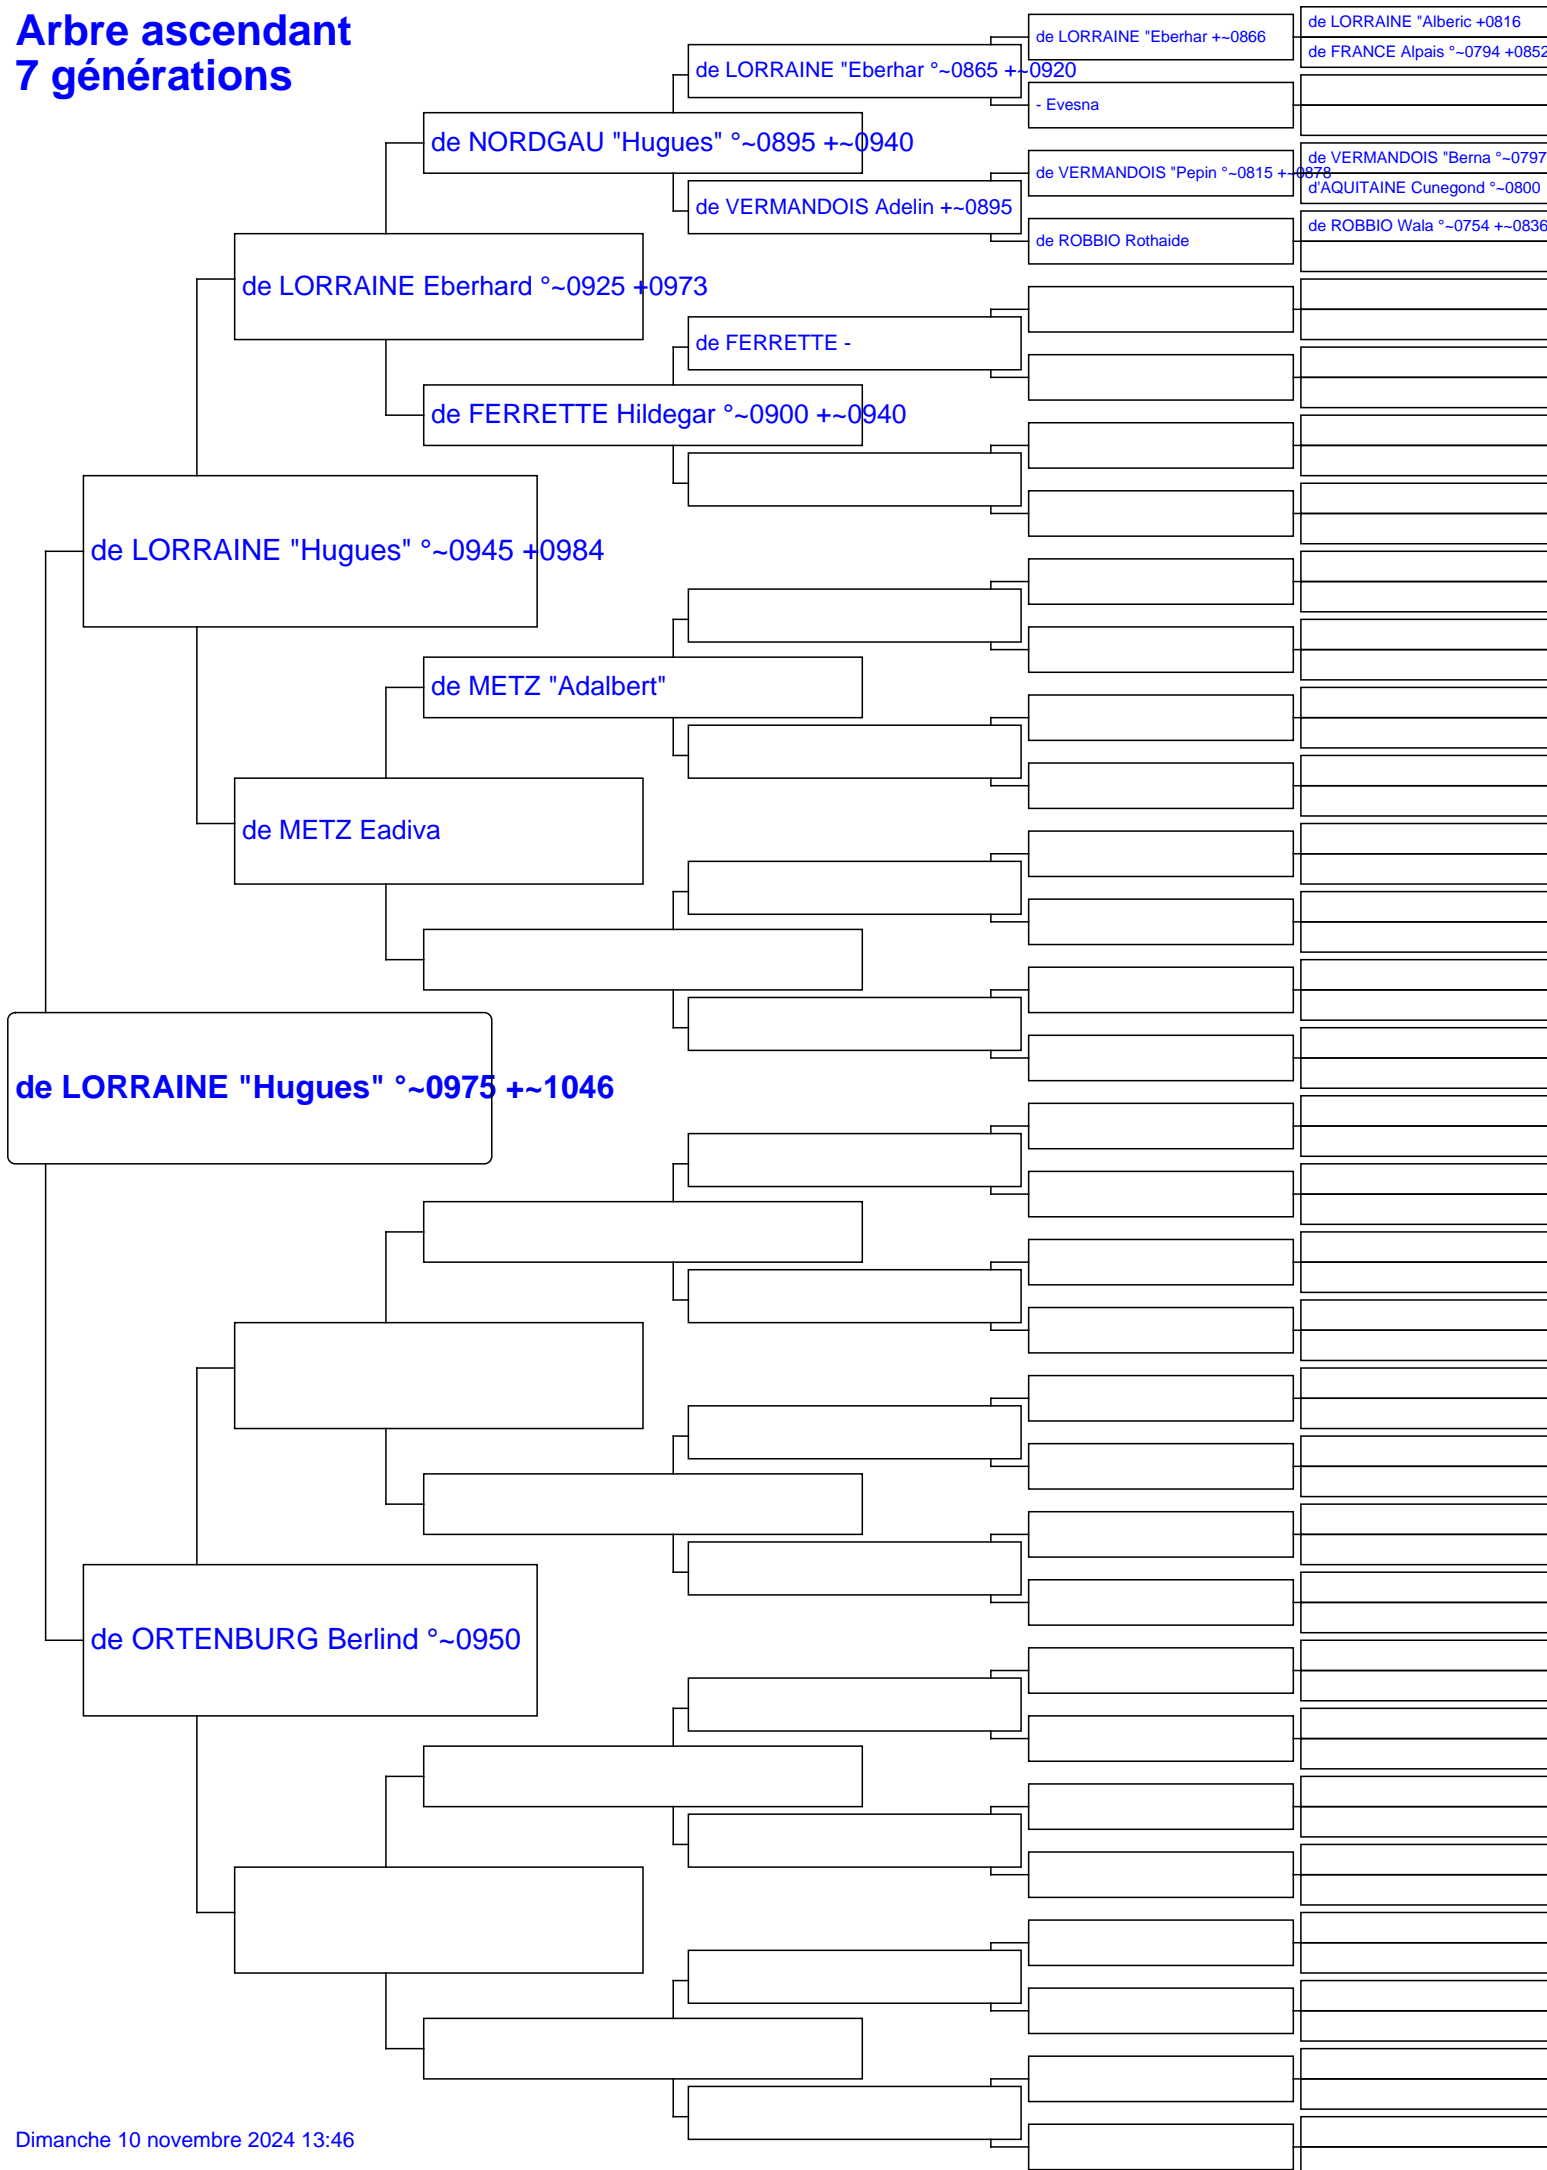 Arbre ascendant
7 générations
de LORRAINE "Alberic +0816
de LORRAINE "Eberhar +~0866
de FRANCE Alpais °~0794 +0852
de LORRAINE "Eberhar °~0865 +~0920
- Evesna
de NORDGAU "Hugues" °~0895 +~0940
de VERMANDOIS "Berna °~0797
de VERMANDOIS "Pepin °~0815 +~0878
d'AQUITAINE Cunegond °~0800
de VERMANDOIS Adelin +~0895
de ROBBIO Wala °~0754 +~0836
de ROBBIO Rothaide
de LORRAINE Eberhard °~0925 +0973
de FERRETTE -
de FERRETTE Hildegar °~0900 +~0940
de LORRAINE "Hugues" °~0945 +0984
de METZ "Adalbert"
de METZ Eadiva
de LORRAINE "Hugues" °~0975 +~1046
de ORTENBURG Berlind °~0950
Dimanche 10 novembre 2024 13:46